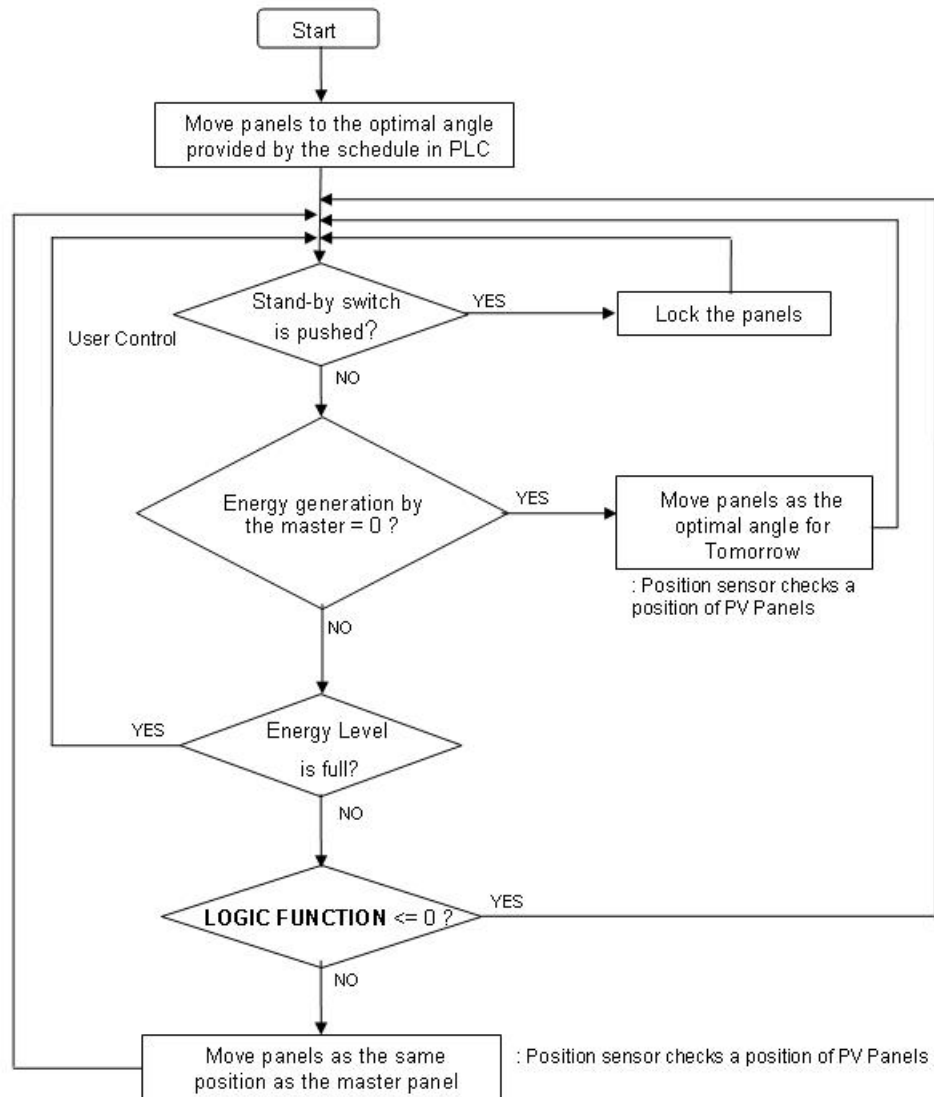 Start
Move panels to the optimal angle
provided by the schedule in PLC
Stand-by switch
is pushed?
YES
Lock the panels
User Control
NO
Energy generation by
the master = 0 ?
YES
Move panels as the
optimal angle for
Tomorrow
: Position sensor checks a
position of PV Panels
NO
YES
Energy Level
is full?
NO
LOGIC FUNCTION <= 0 ?
YES
NO
Move panels as the same
position as the master panel
: Position sensor checks a position of PV Panels